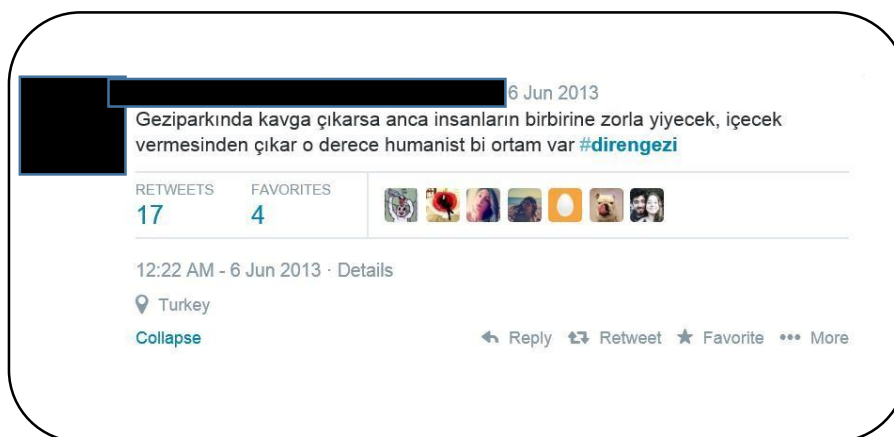 6 Jun 2013
Geziparkında kavga çıkarsa anca insanların birbirine zorla yiyecek, içecek
vermesinden çıkar o derece humanist bi ortam var #direngezi
RETWEETS FAVORITES
17 4
12:22 AM - 6 Jun 2013 · Details
Turkey
Collapse Reply Retweet Favorite More